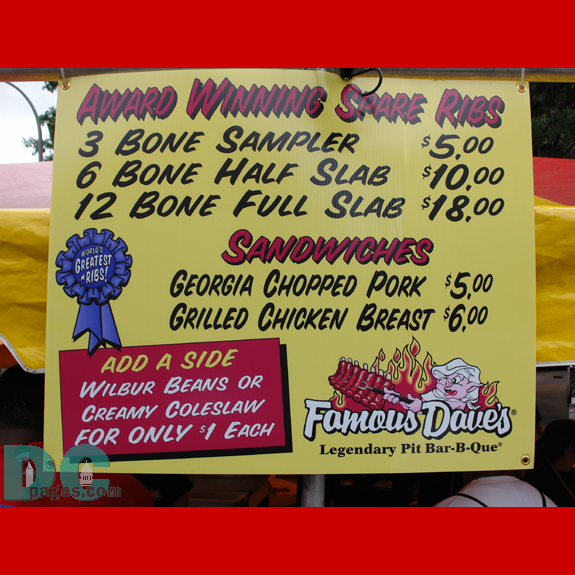 AWARD WINNING SPARE RIBS
3 BONE SAMPLER $5.00
6 BONE HALF SLAB $10.00
12 BONE FULL SLAB $18.00
SANDWICHES
GEORGIA CHOPPED PORK $5.00
GRILLED CHICKEN BREAST $6.00
WORLD'S
GREATEST
RIBS!
ADD A SIDE
WILBUR BEANS OR
CREAMY COLESLAW
FOR ONLY $1 EACH
Famous Dave's®
Legendary Pit Bar-B-Que®
DC
pages.com